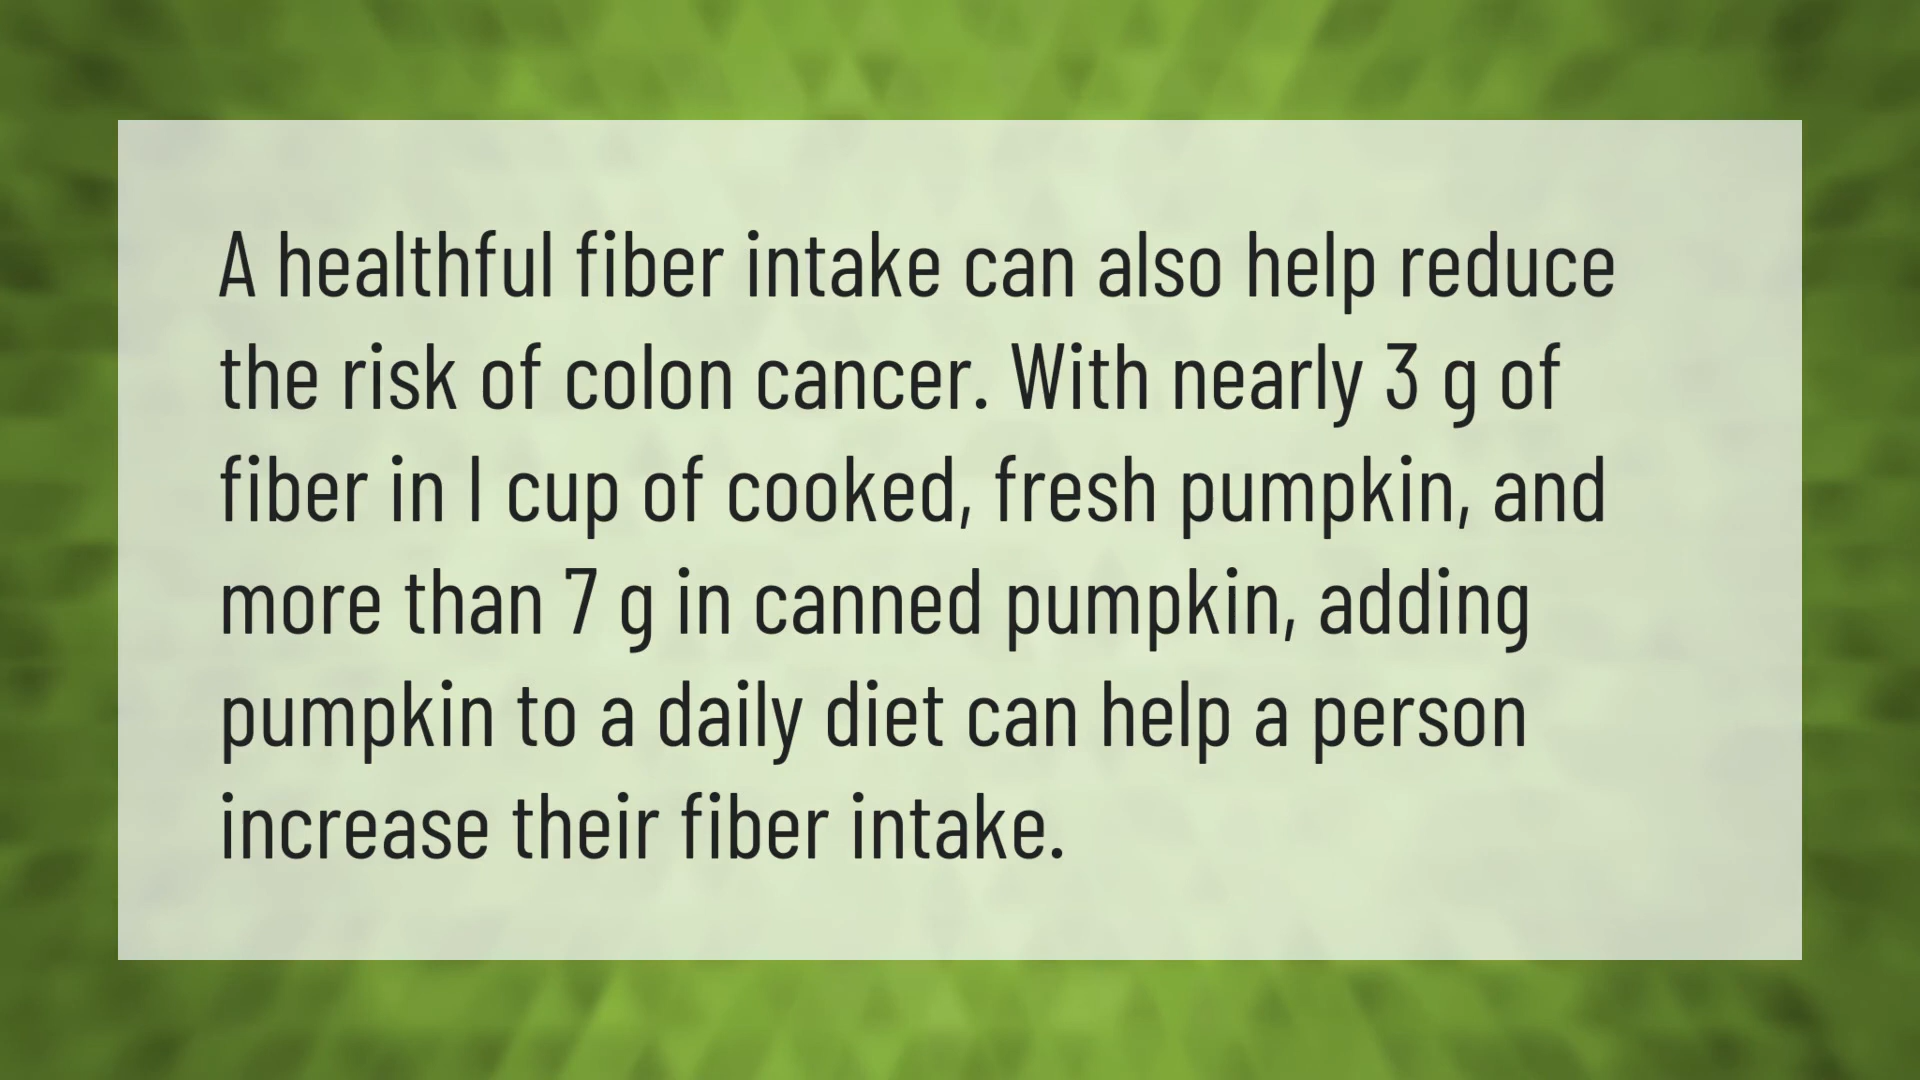 A healthful fiber intake can also help reduce
the risk of colon cancer. With nearly 3 g of
fiber in 1 cup of cooked, fresh pumpkin, and
more than 7 g in canned pumpkin, adding
pumpkin to a daily diet can help a person
increase their fiber intake.